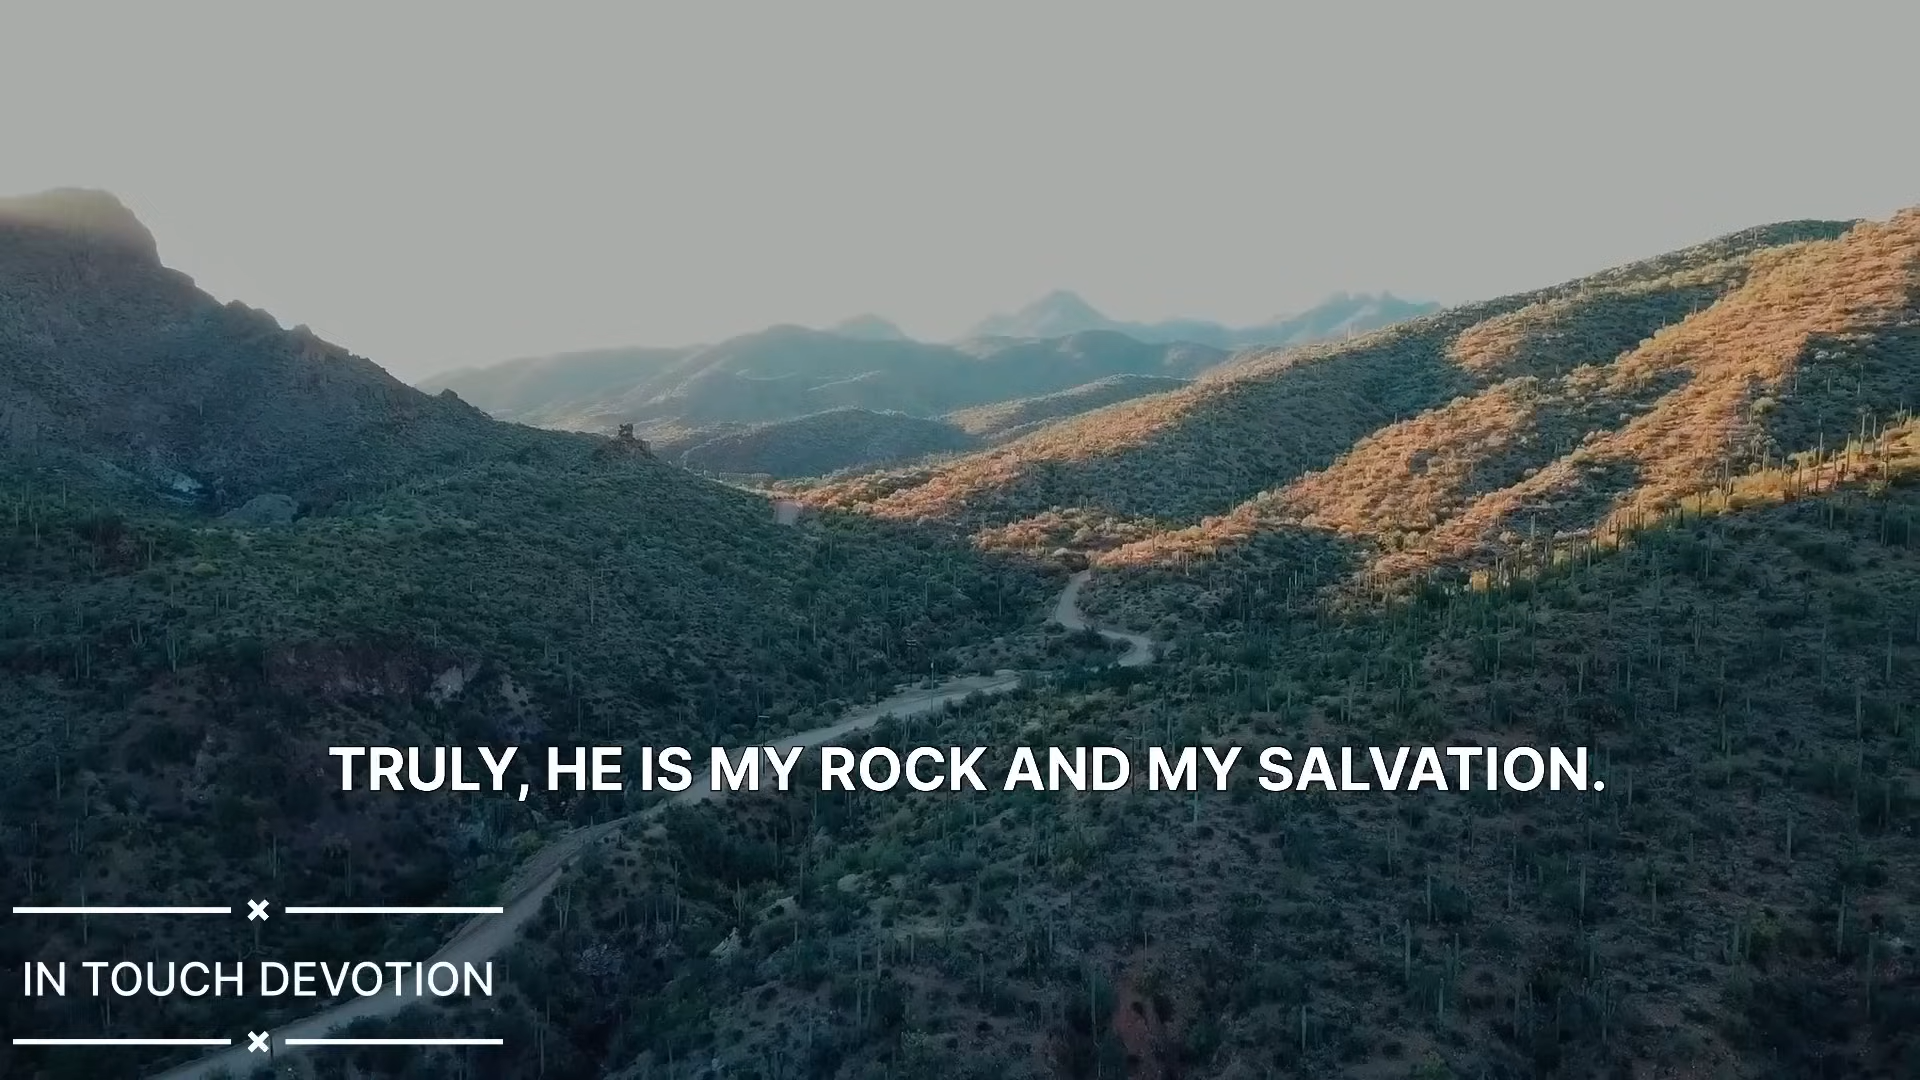 TRULY, HE IS MY ROCK AND MY SALVATION.
IN TOUCH DEVOTION